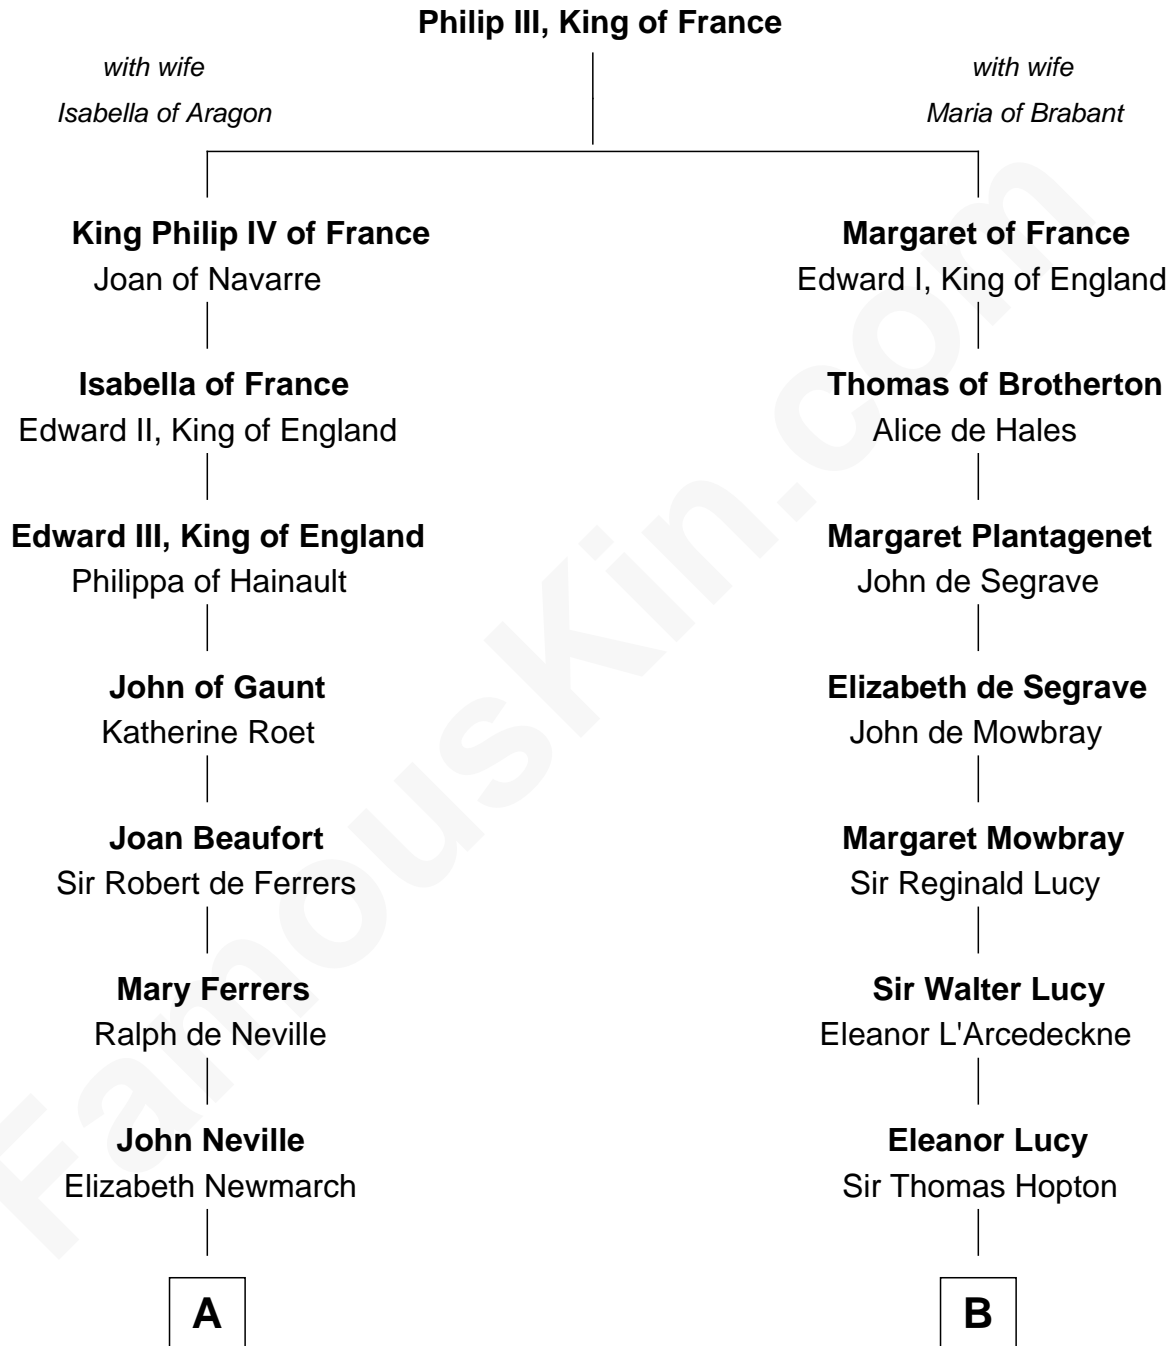 Philip III, King of France
with wife
Isabella of Aragon
with wife
Maria of Brabant
King Philip IV of France
Joan of Navarre
Margaret of France
Edward I, King of England
Isabella of France
Edward II, King of England
Thomas of Brotherton
Alice de Hales
Edward III, King of England
Philippa of Hainault
Margaret Plantagenet
John de Segrave
John of Gaunt
Katherine Roet
Elizabeth de Segrave
John de Mowbray
Joan Beaufort
Sir Robert de Ferrers
Margaret Mowbray
Sir Reginald Lucy
Mary Ferrers
Ralph de Neville
Sir Walter Lucy
Eleanor L'Arcedeckne
John Neville
Elizabeth Newmarch
Eleanor Lucy
Sir Thomas Hopton
A
B
FamousKin.com